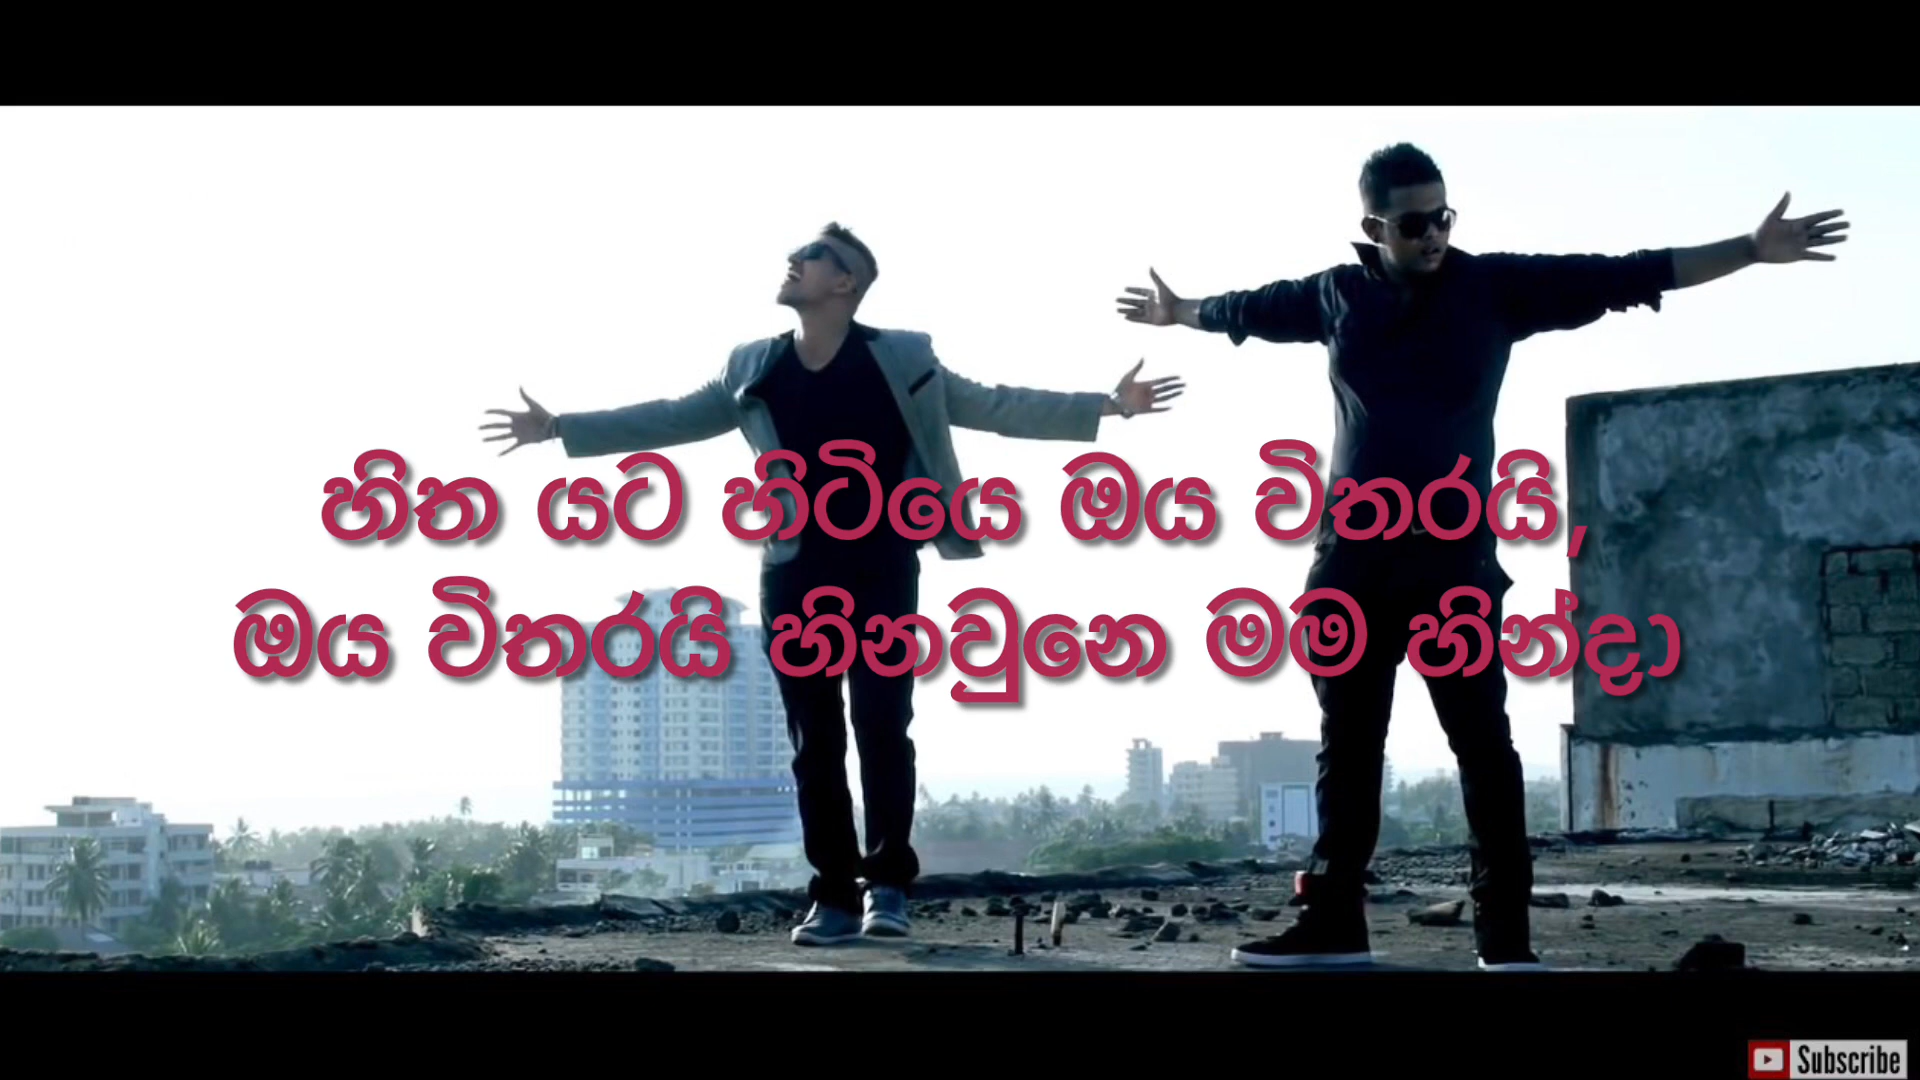 හිත යට හිටියෙ ඔය විතරයි,
ඔය විතරයි හිනවුනෙ මම හින්දා
Subscribe